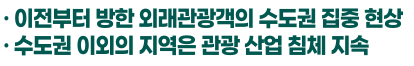 · 이전부터 방한 외래관광객의 수도권 집중 현상
· 수도권 이외의 지역은 관광 산업 침체 지속